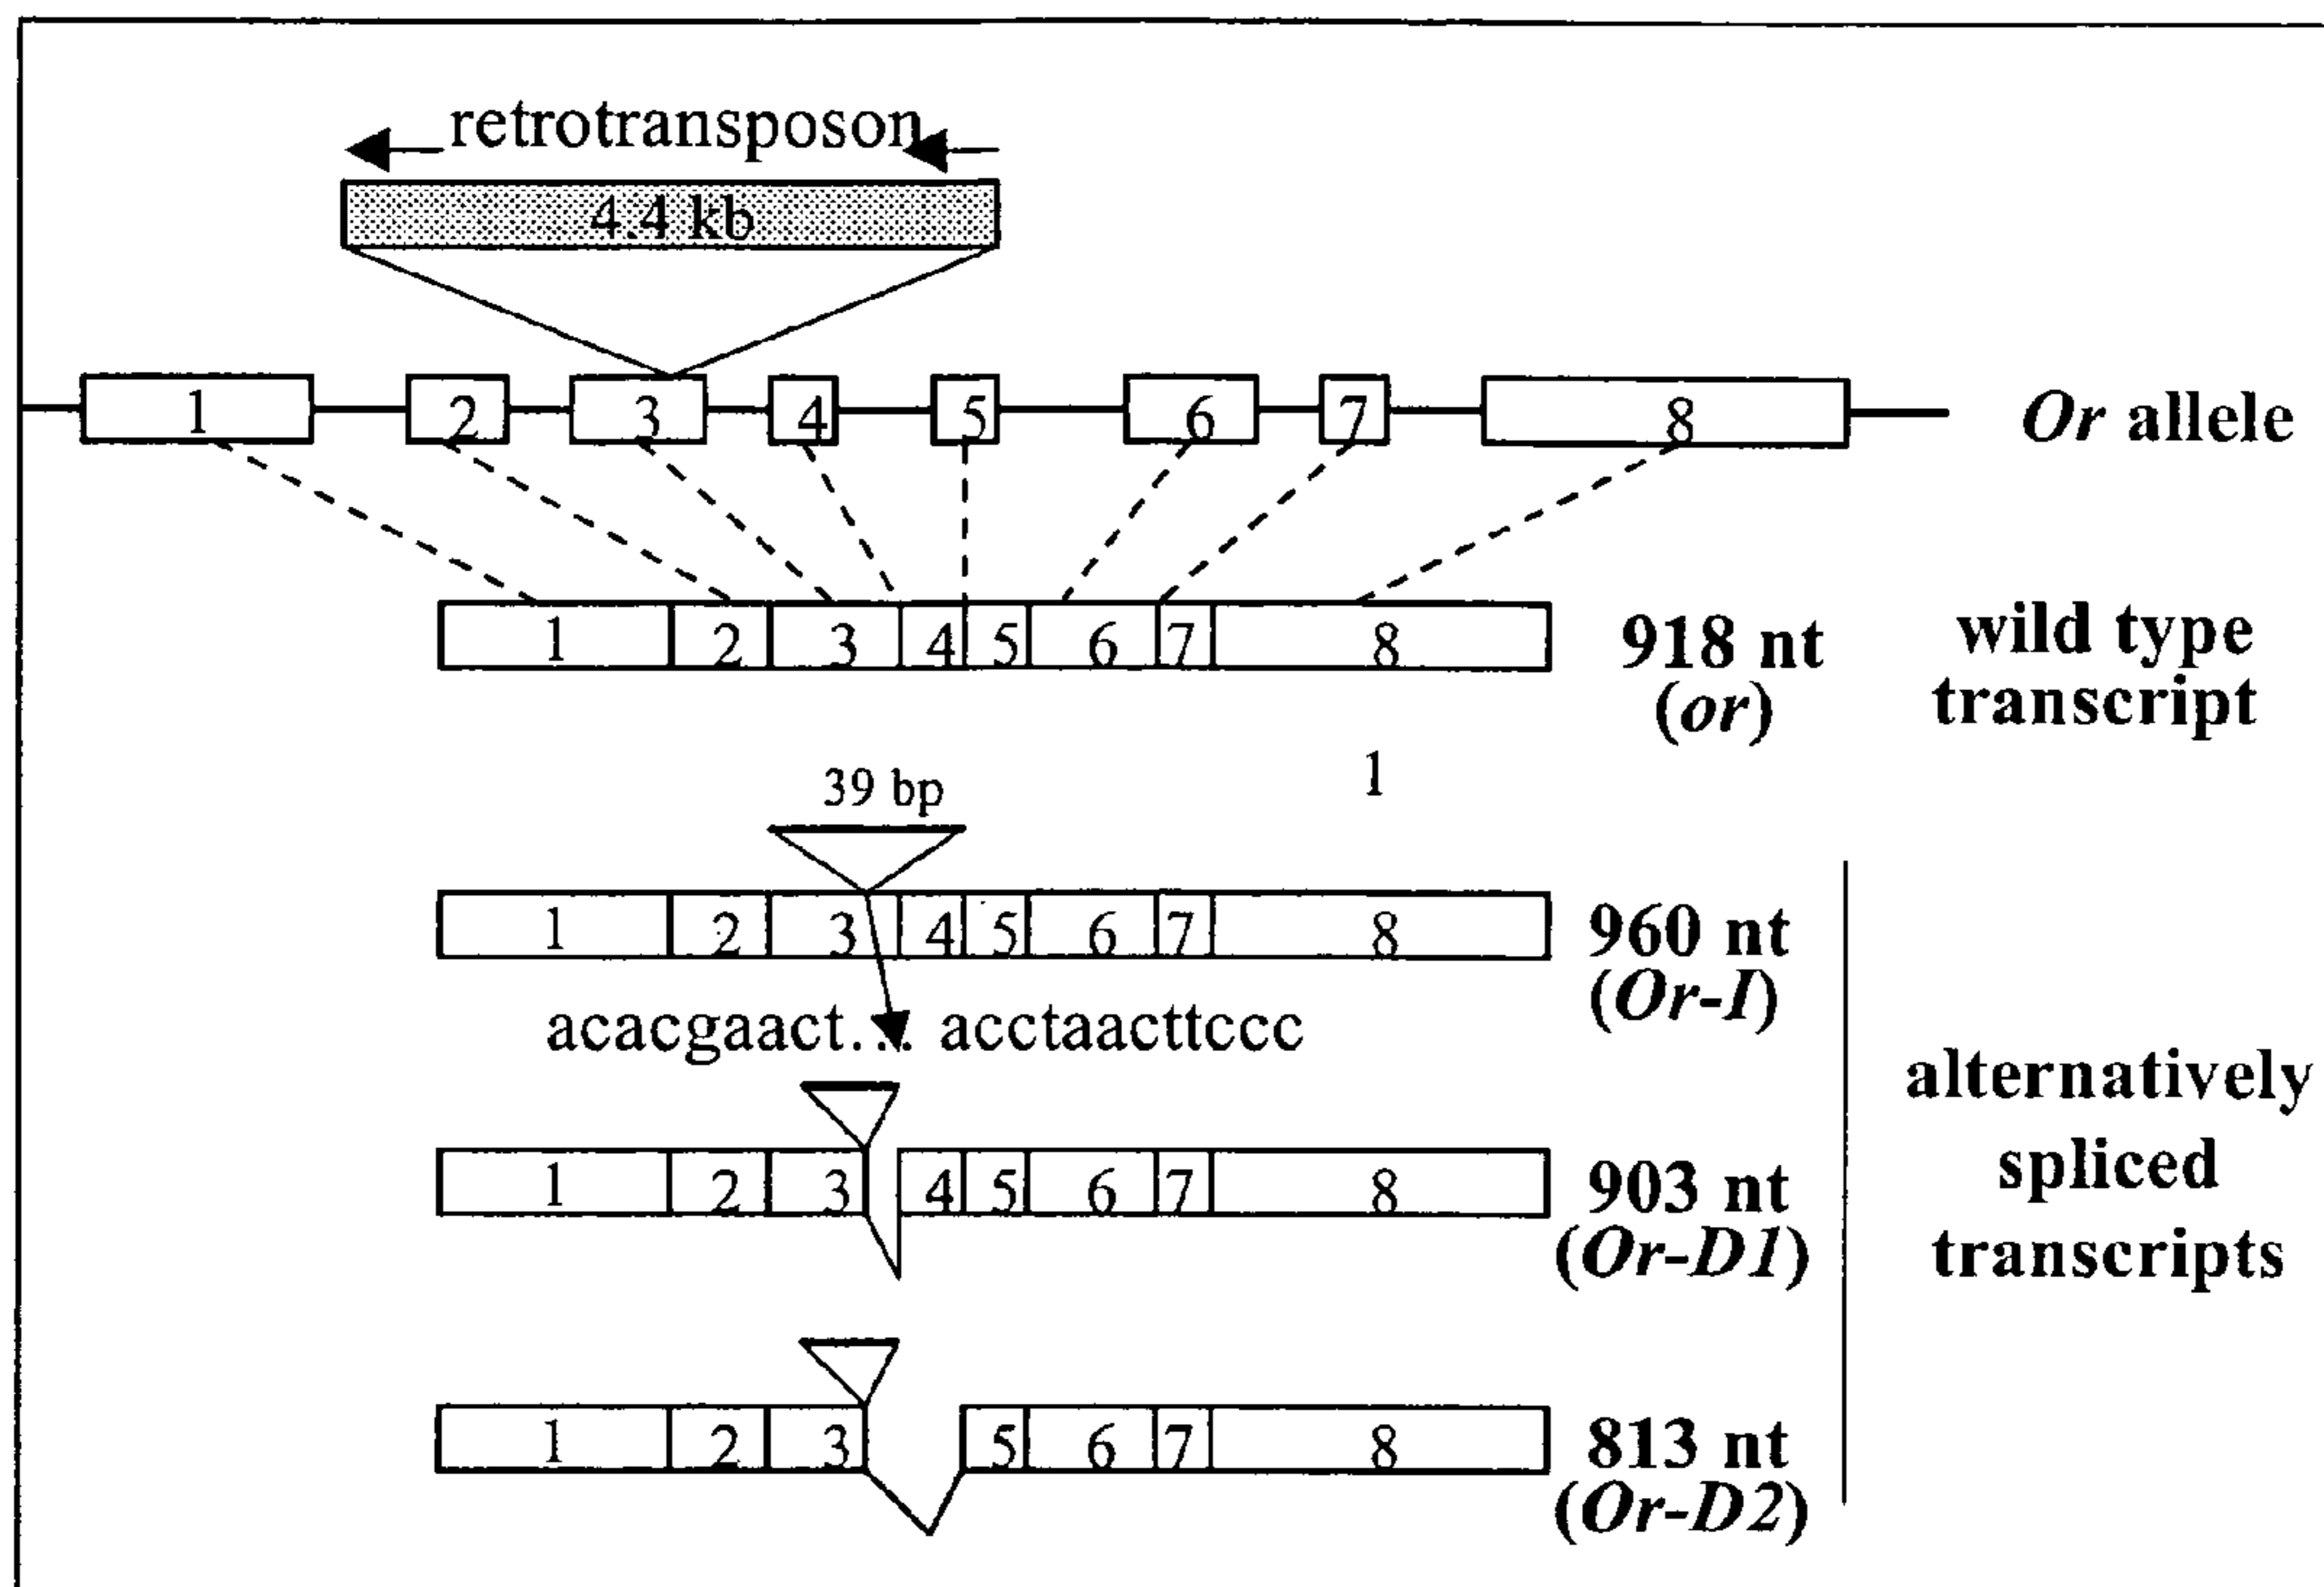 retrotransposon
4.4 kb
1 2 3 4 5 6 7 8 Or allele
1 2 3 4 5 6 7 8 918 nt wild type
(or) transcript
1
39 bp
1 2 3 4 5 6 7 8 960 nt
(Or-I)
acacgaact... acctaacttccc
alternatively
1 2 3 4 5 6 7 8 903 nt spliced
(Or-D1) transcripts
1 2 3 5 6 7 8 813 nt
(Or-D2)